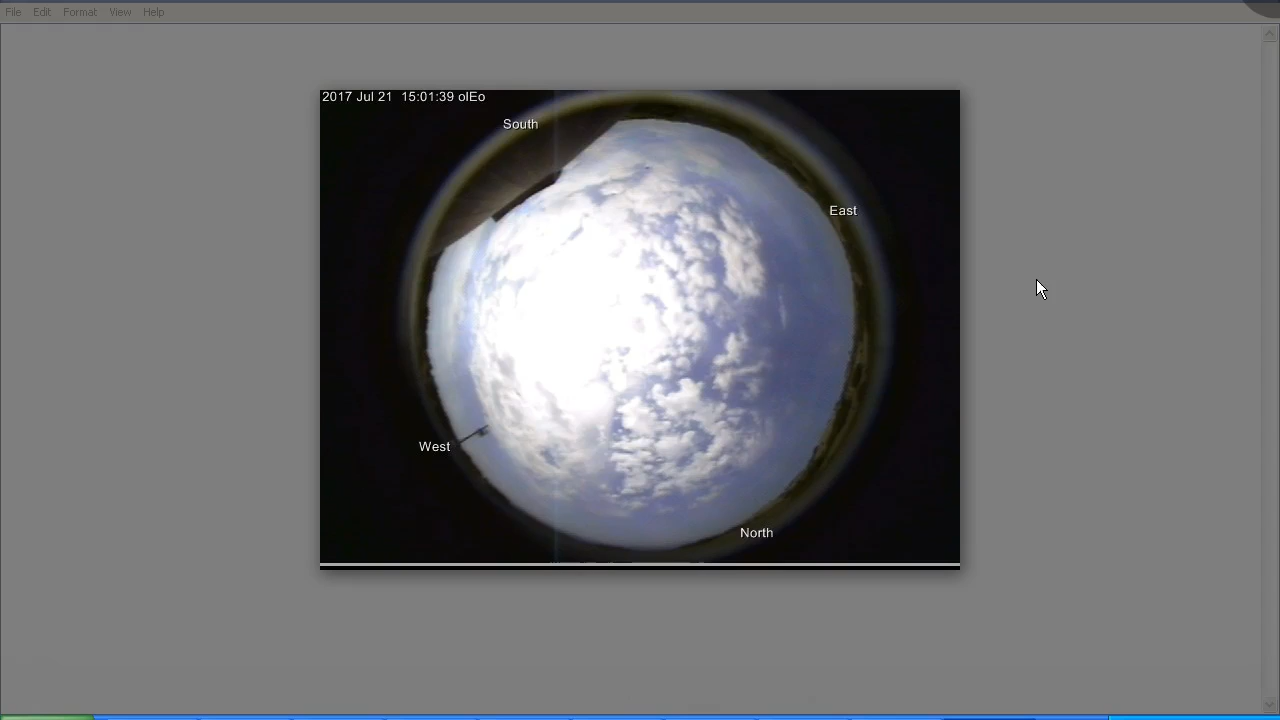 File Edit Format View Help
2017 Jul 21 15:01:39 olEo
South
East
West
North